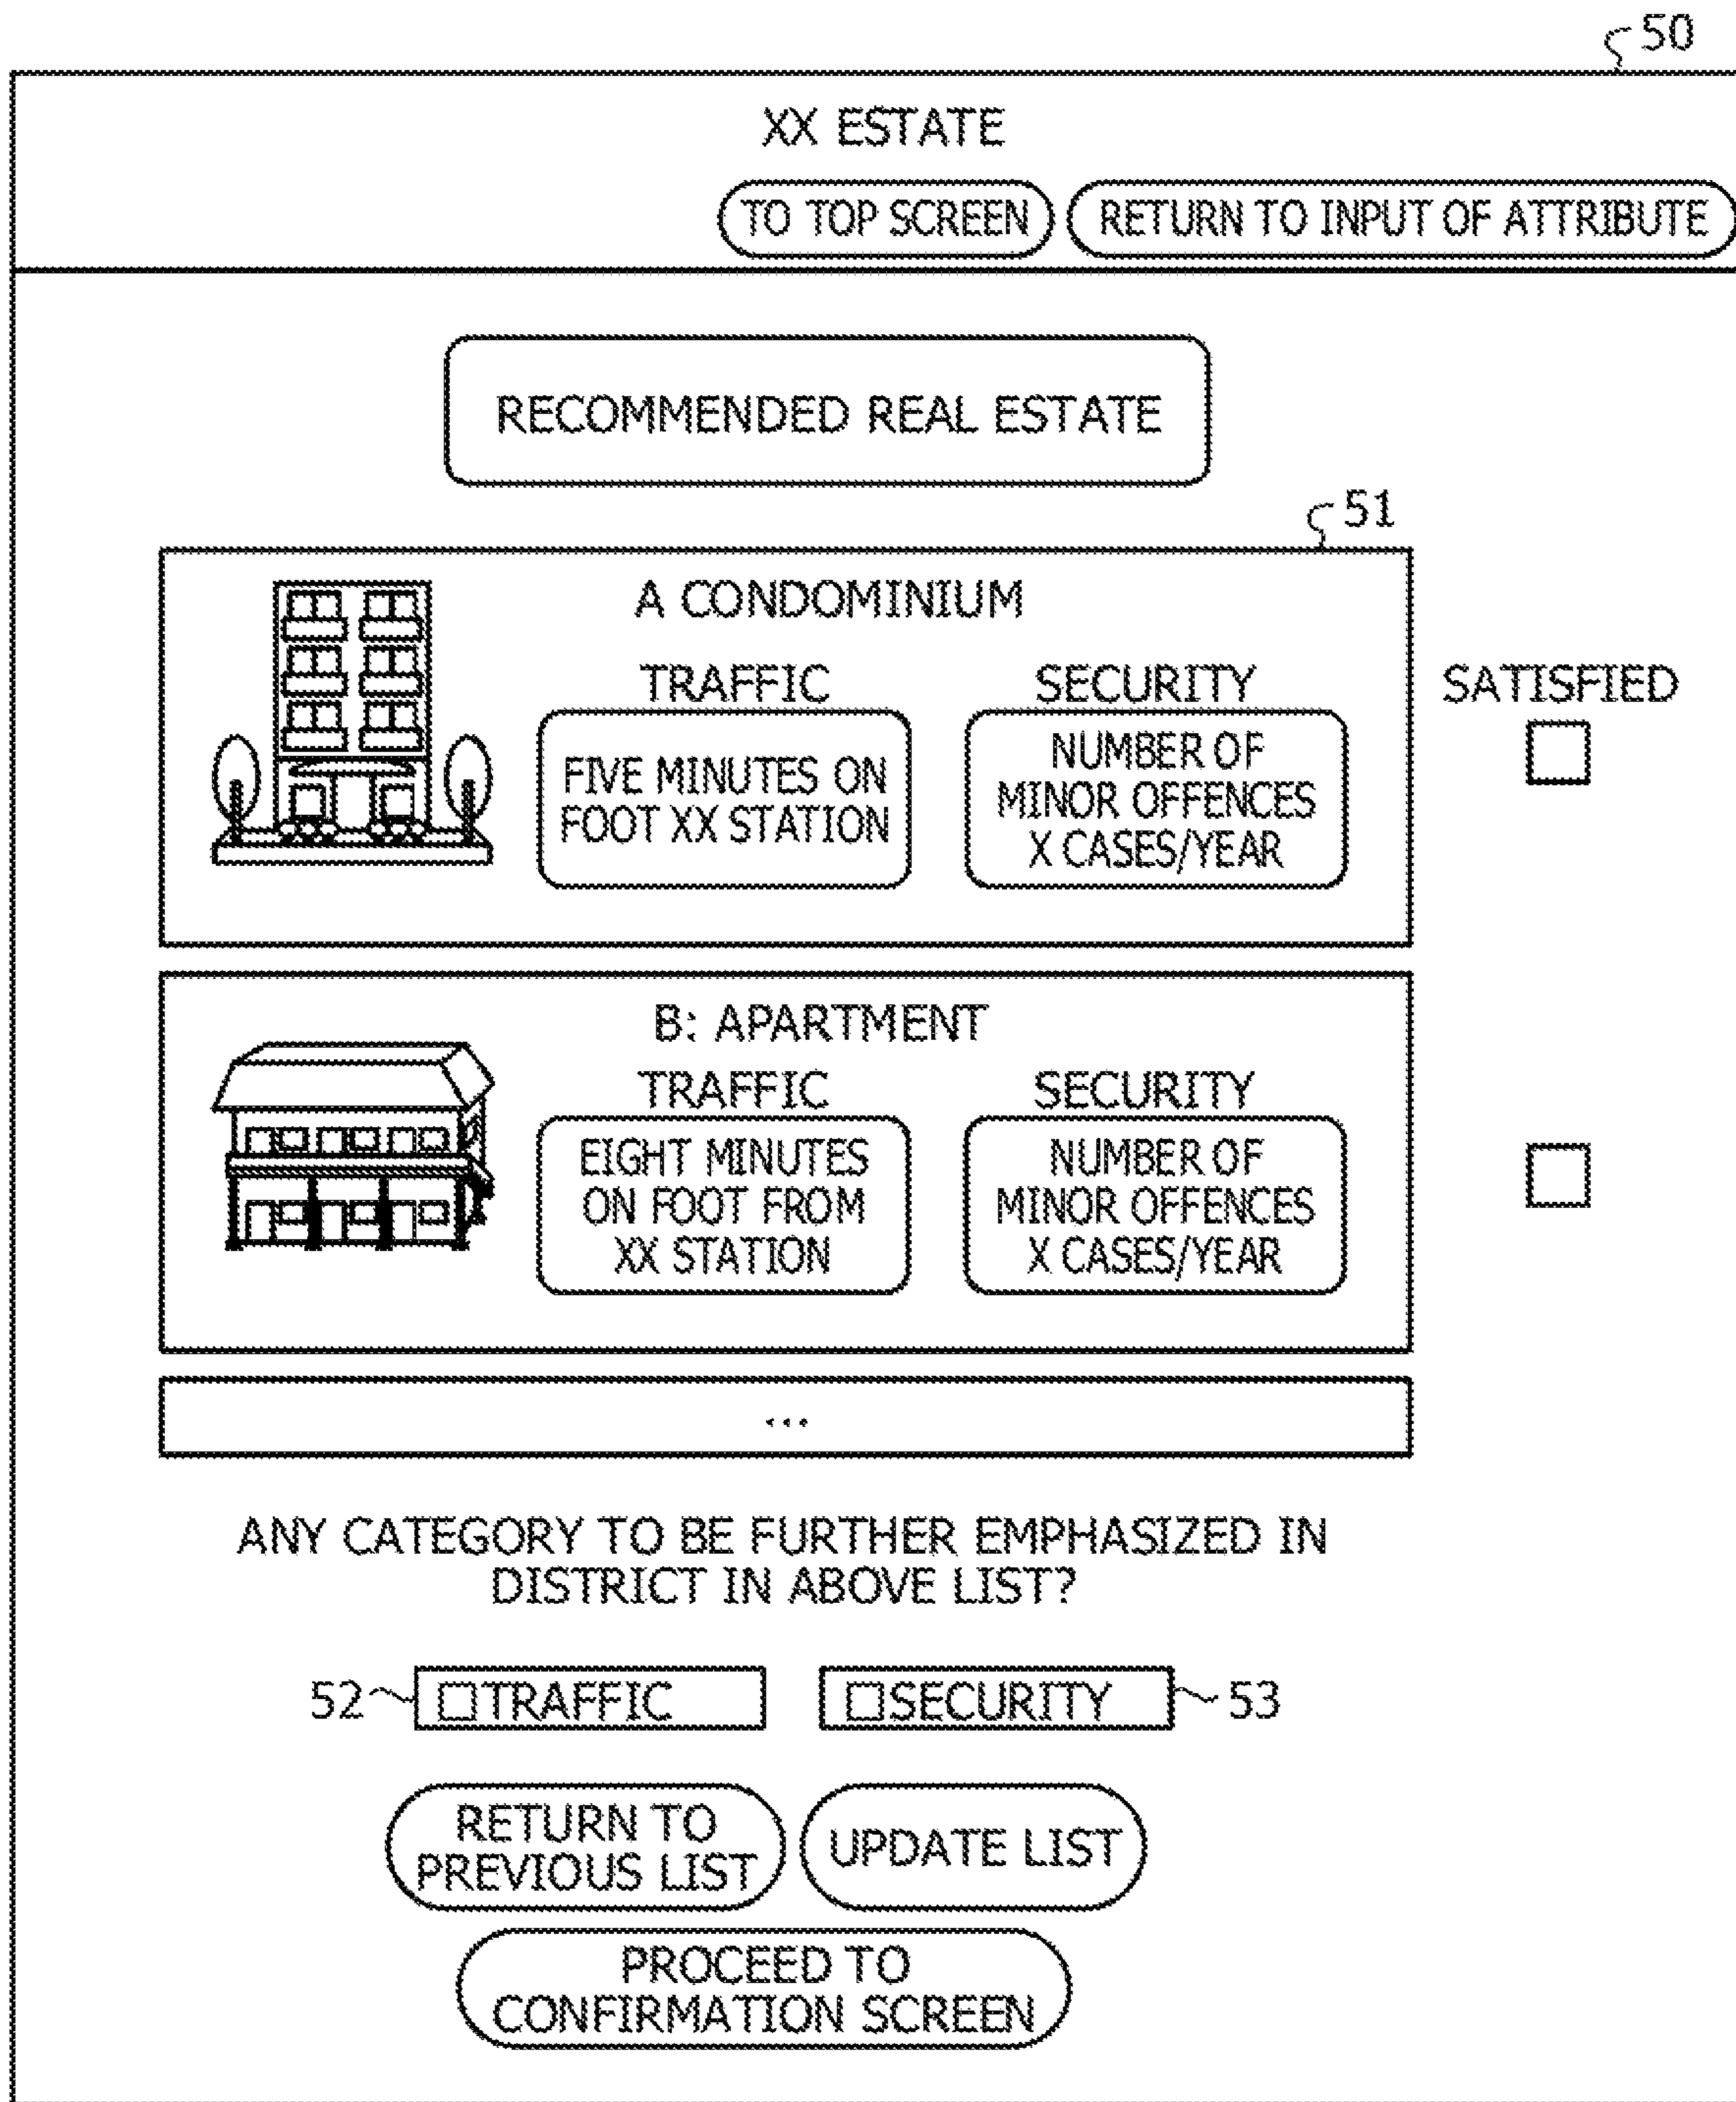 50
XX ESTATE
TO TOP SCREEN RETURN TO INPUT OF ATTRIBUTE
RECOMMENDED REAL ESTATE
51
A CONDOMINIUM
TRAFFIC SECURITY SATISFIED
FIVE MINUTES ON
FOOT XX STATION
NUMBER OF
MINOR OFFENCES
X CASES/YEAR
B: APARTMENT
TRAFFIC SECURITY
EIGHT MINUTES
ON FOOT FROM
XX STATION
NUMBER OF
MINOR OFFENCES
X CASES/YEAR
...
ANY CATEGORY TO BE FURTHER EMPHASIZED IN
DISTRICT IN ABOVE LIST?
52 TRAFFIC SECURITY 53
RETURN TO
PREVIOUS LIST
UPDATE LIST
PROCEED TO
CONFIRMATION SCREEN